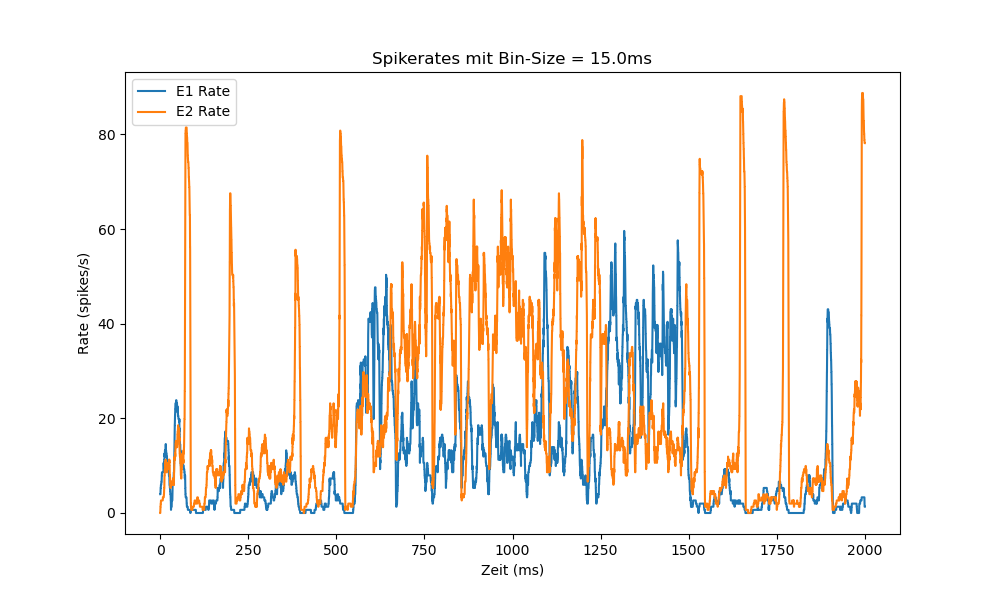 Spikerates mit Bin-Size = 15.0ms
E1 Rate
E2 Rate
Rate (spikes/s)
80
60
40
20
0
0 250 500 750 1000 1250 1500 1750 2000
Zeit (ms)